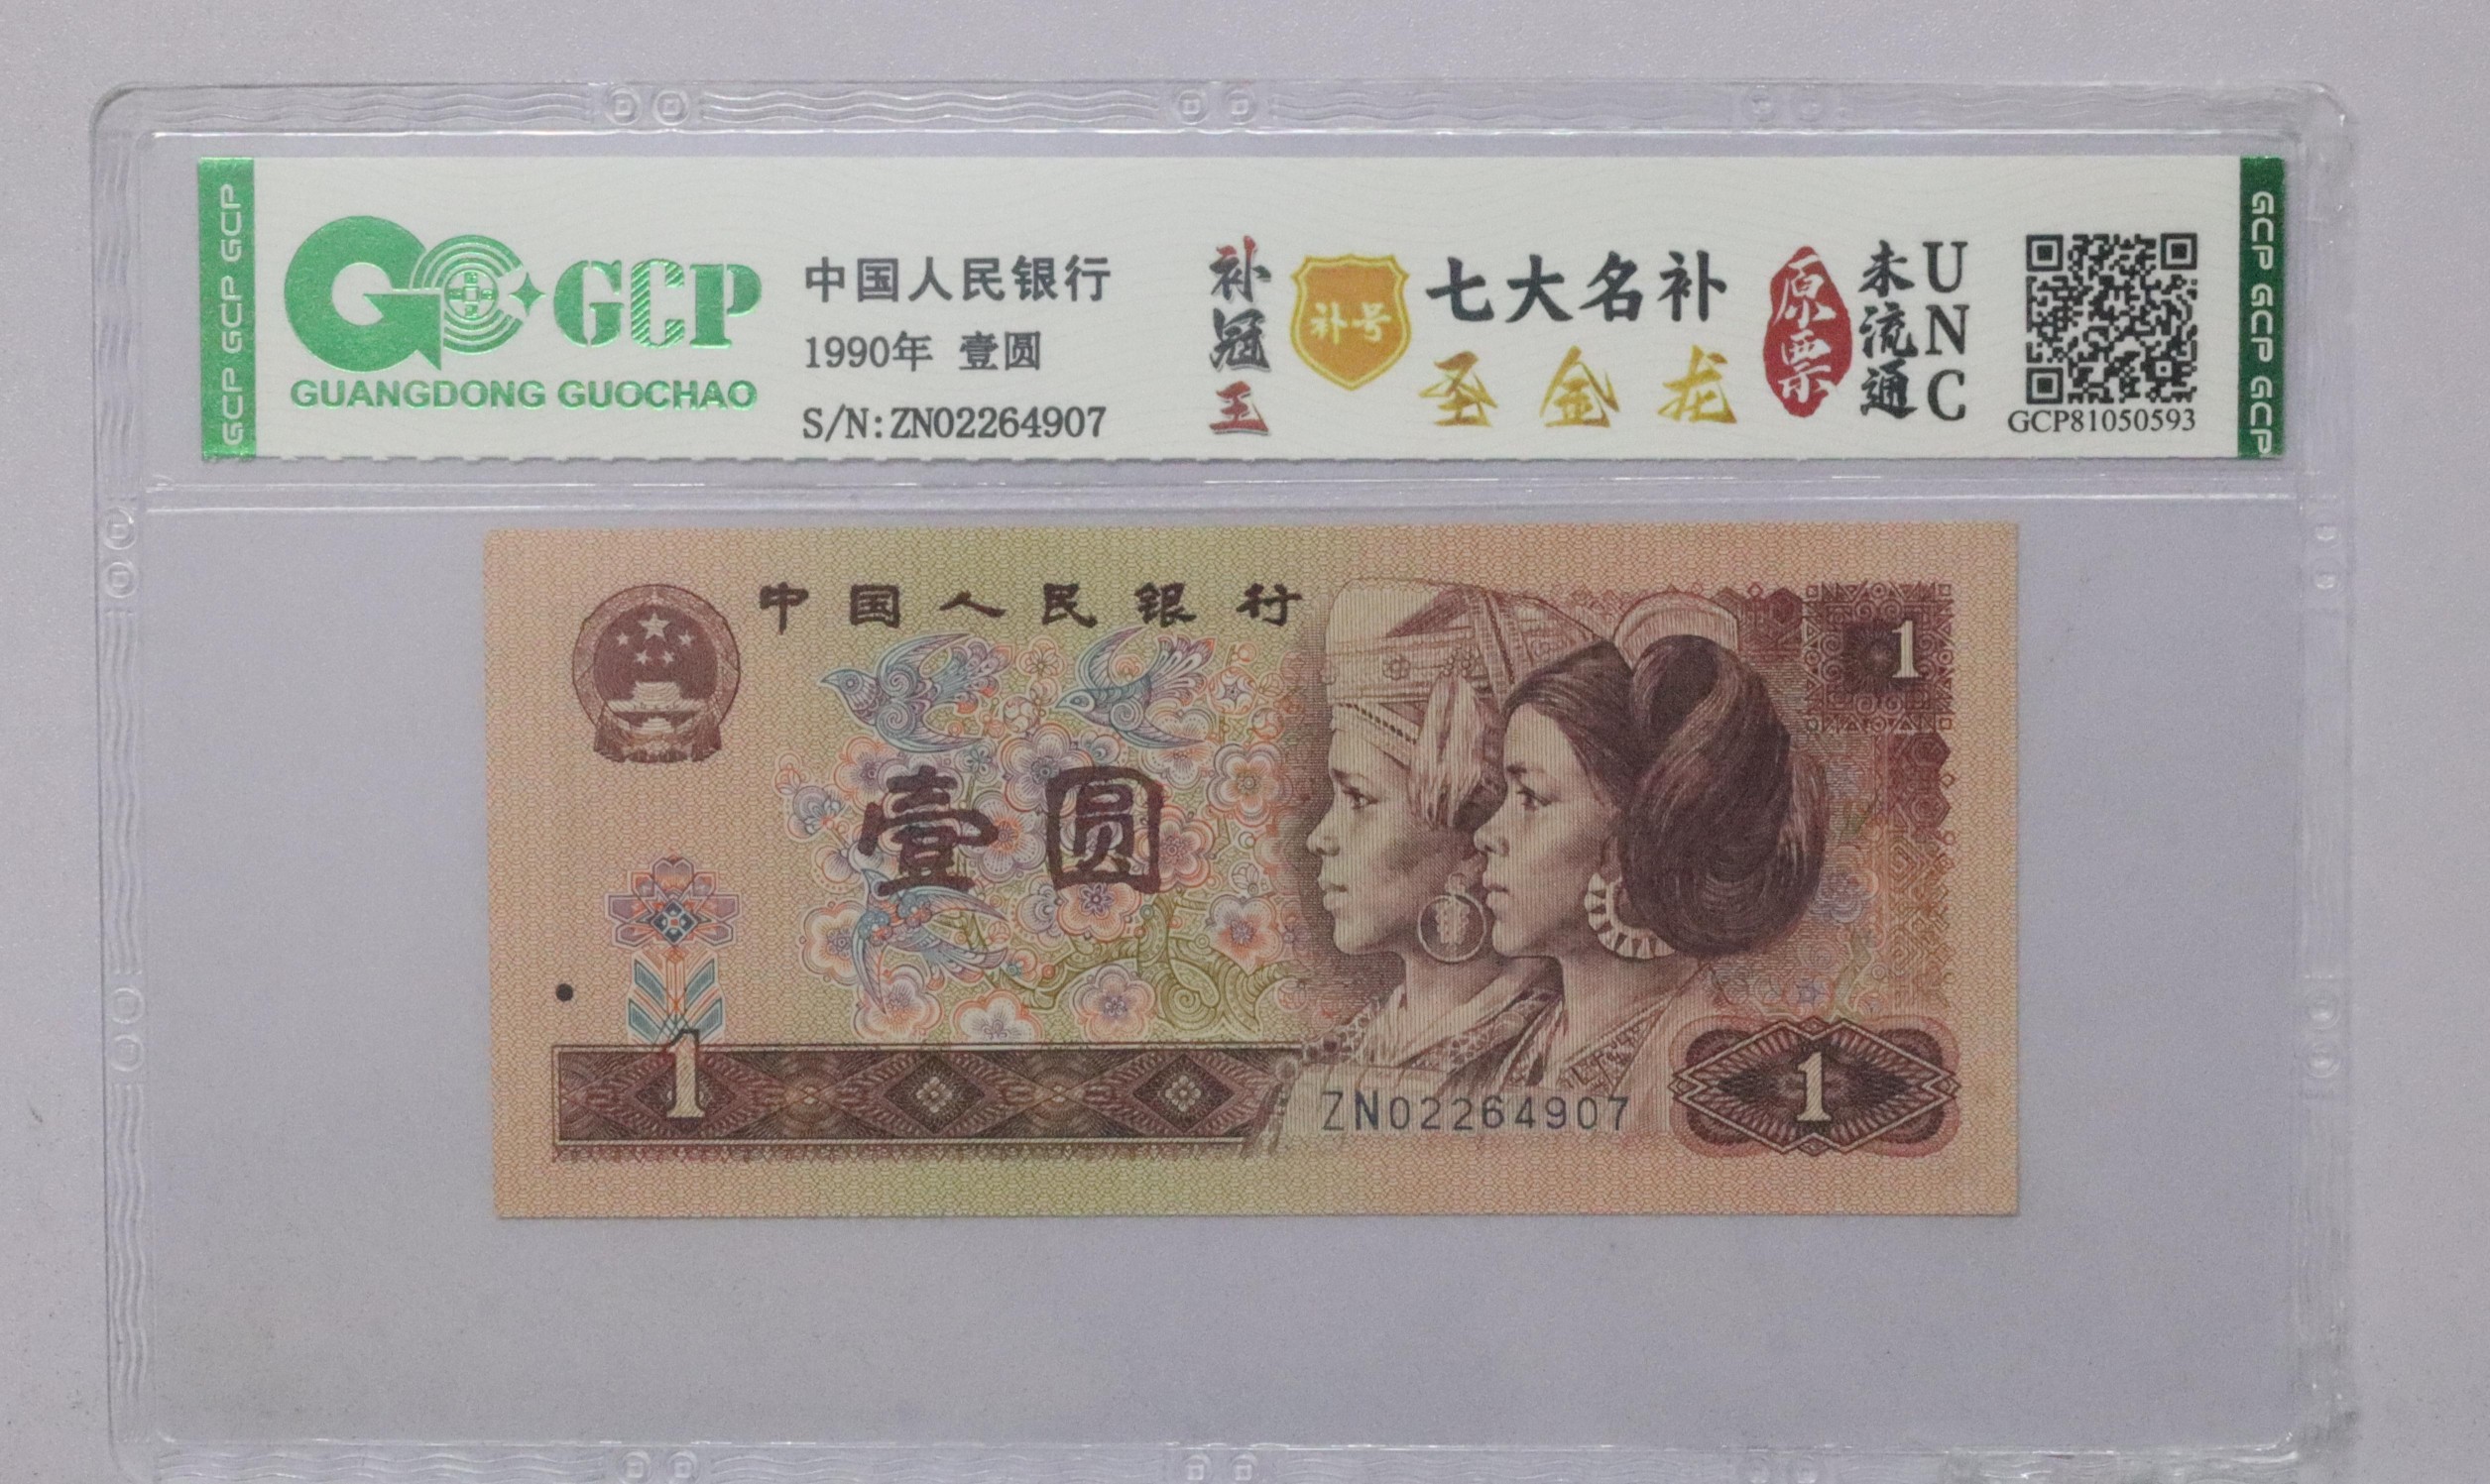 GCP GCP GCP
GCP
GUANGDONG GUOCHAO
中国人民银行
1990年 壹圆
S/N:ZN02264907
补冠王
补号
七大名补
圣金龙
原票
未流通
UNC
GCP81050593
GCP GCP GCP
中国人民银行
1
壹圆
1
ZN02264907
1